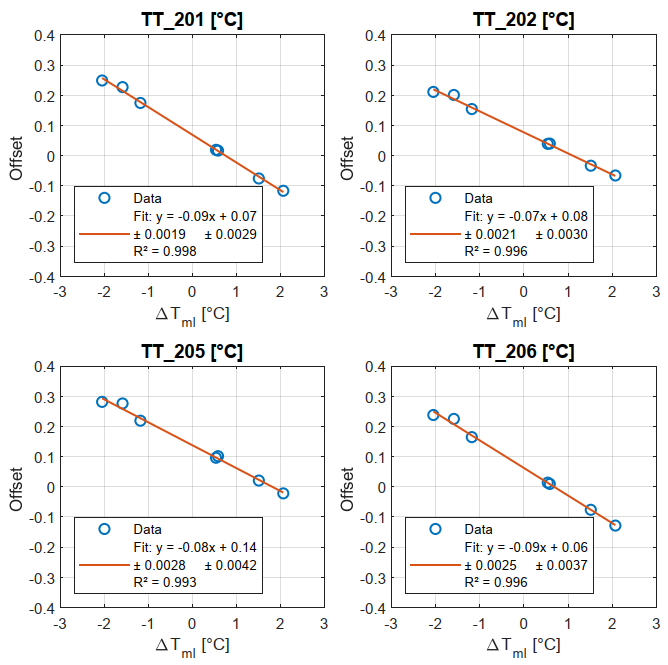 TT_201 [°C]
0.4
0.3
0.2
0.1
0
-0.1
-0.2
-0.3
-0.4
Offset
Data
Fit: y = -0.09x + 0.07
± 0.0019 ± 0.0029
R² = 0.998
-3 -2 -1 0 1 2 3
ΔT_ml [°C]
TT_202 [°C]
0.4
0.3
0.2
0.1
0
-0.1
-0.2
-0.3
-0.4
Offset
Data
Fit: y = -0.07x + 0.08
± 0.0021 ± 0.0030
R² = 0.996
-3 -2 -1 0 1 2 3
ΔT_ml [°C]
TT_205 [°C]
0.4
0.3
0.2
0.1
0
-0.1
-0.2
-0.3
-0.4
Offset
Data
Fit: y = -0.08x + 0.14
± 0.0028 ± 0.0042
R² = 0.993
-3 -2 -1 0 1 2 3
ΔT_ml [°C]
TT_206 [°C]
0.4
0.3
0.2
0.1
0
-0.1
-0.2
-0.3
-0.4
Offset
Data
Fit: y = -0.09x + 0.06
± 0.0025 ± 0.0037
R² = 0.996
-3 -2 -1 0 1 2 3
ΔT_ml [°C]